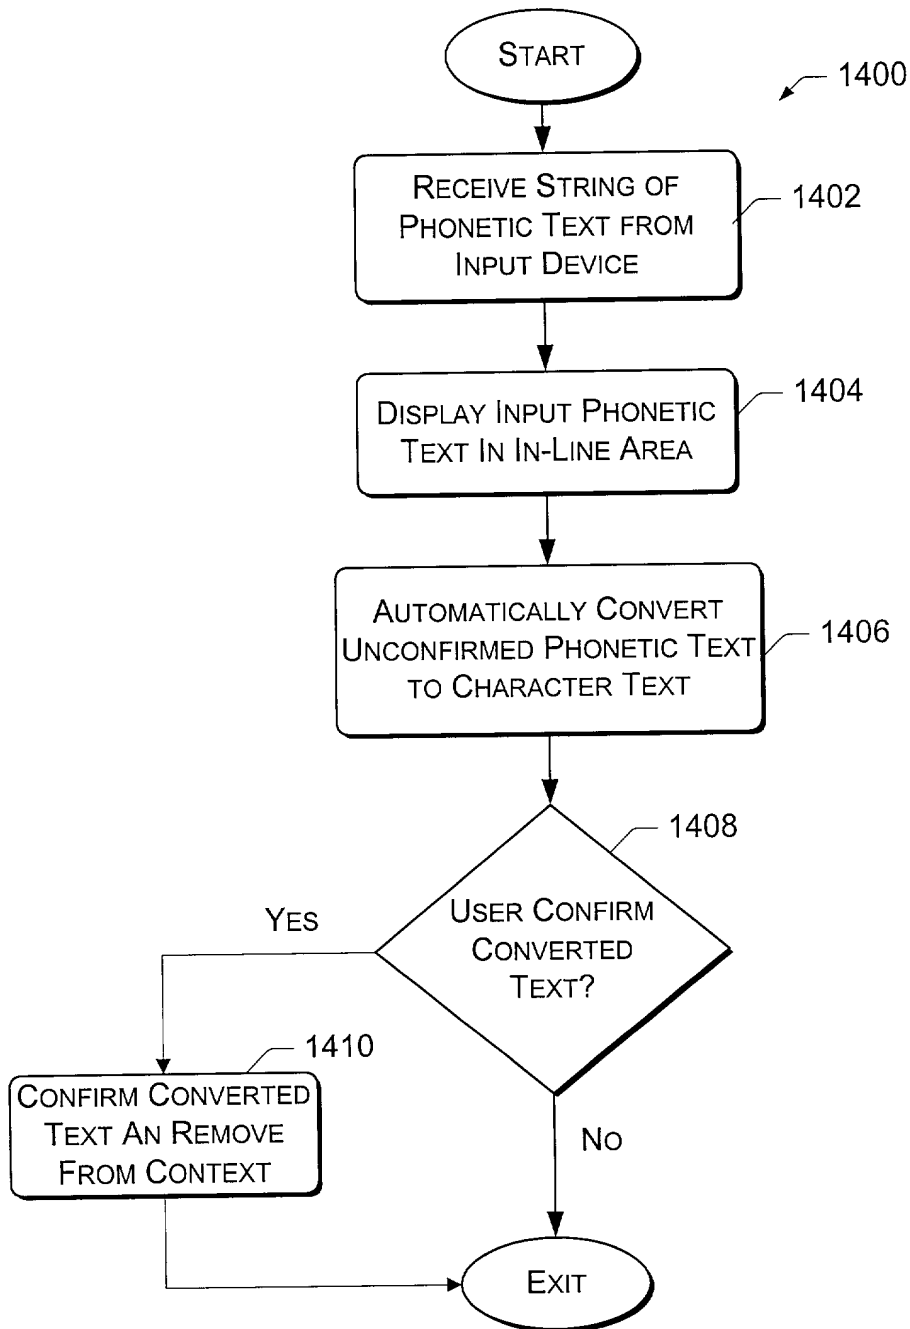 START
1400
RECEIVE STRING OF
PHONETIC TEXT FROM
INPUT DEVICE
1402
DISPLAY INPUT PHONETIC
TEXT IN IN-LINE AREA
1404
AUTOMATICALLY CONVERT
UNCONFIRMED PHONETIC TEXT
TO CHARACTER TEXT
1406
1408
USER CONFIRM
CONVERTED
TEXT?
YES
1410
CONFIRM CONVERTED
TEXT AN REMOVE
FROM CONTEXT
NO
EXIT